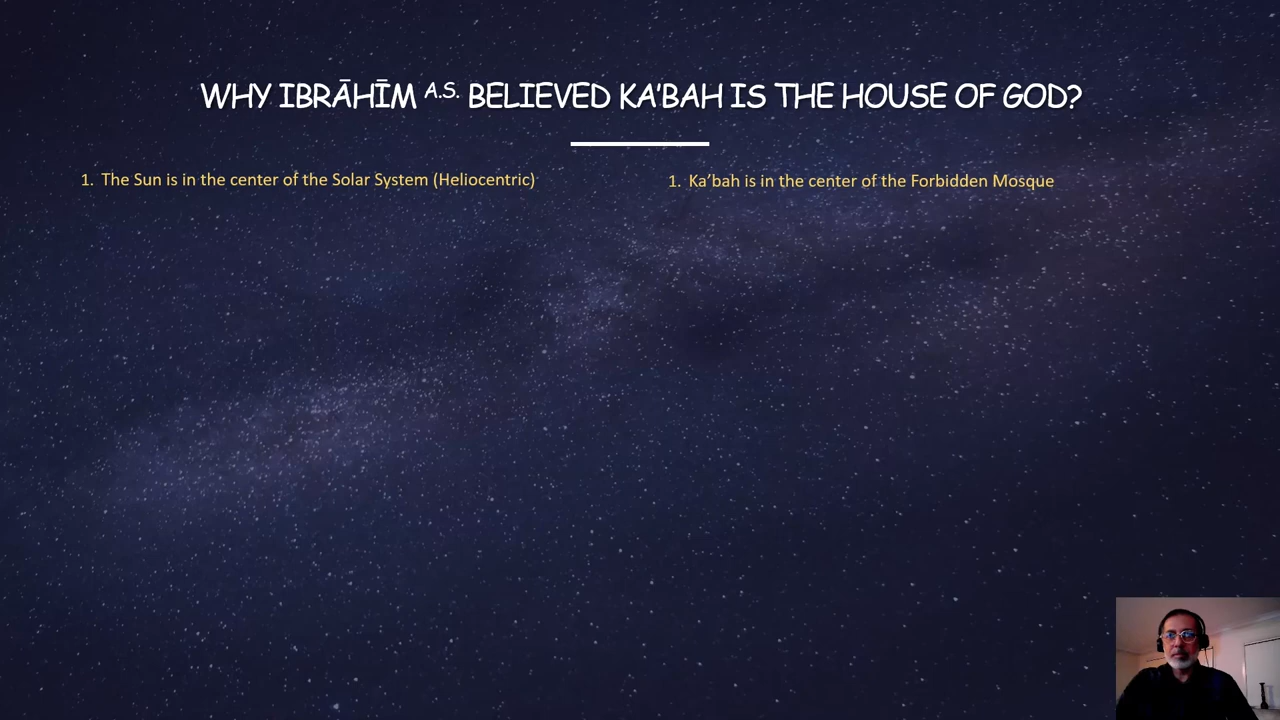 WHY IBRĀHĪM A.S. BELIEVED KA'BAH IS THE HOUSE OF GOD?
1. The Sun is in the center of the Solar System (Heliocentric)
1. Ka’bah is in the center of the Forbidden Mosque